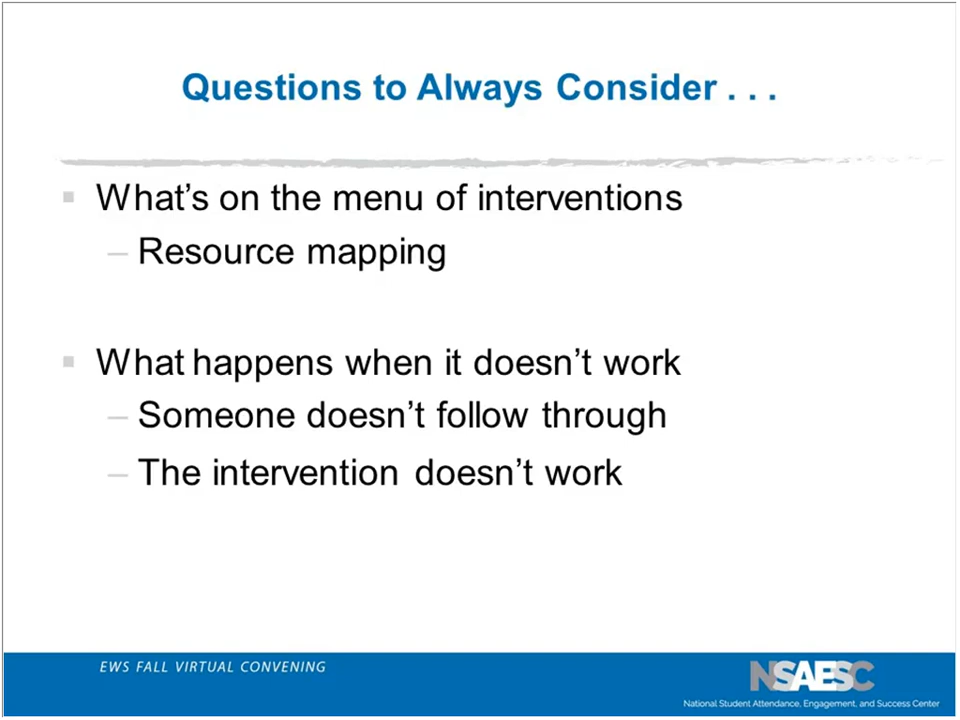 Questions to Always Consider . . .
What’s on the menu of interventions
– Resource mapping
What happens when it doesn’t work
– Someone doesn’t follow through
– The intervention doesn’t work
EWS FALL VIRTUAL CONVENING
NSAESC
National Student Attendance, Engagement, and Success Center